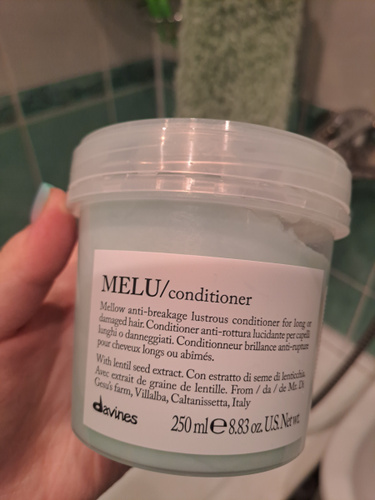 MELU/conditioner
Mellow anti-breakage lustrous conditioner for long or
damaged hair. Conditioner anti-rottura lucidante per capelli
lunghi o danneggiati. Conditionneur brillance anti-rupture
pour cheveux longs ou abîmés.
With lentil seed extract. Con estratto di seme di lenticchia.
Avec extrait de graine de lentille. From / da / de Mr. Di
Gesu's farm, Villalba, Caltanissetta, Italy
davines
250 ml e 8.83 oz. U.S. Net wt.